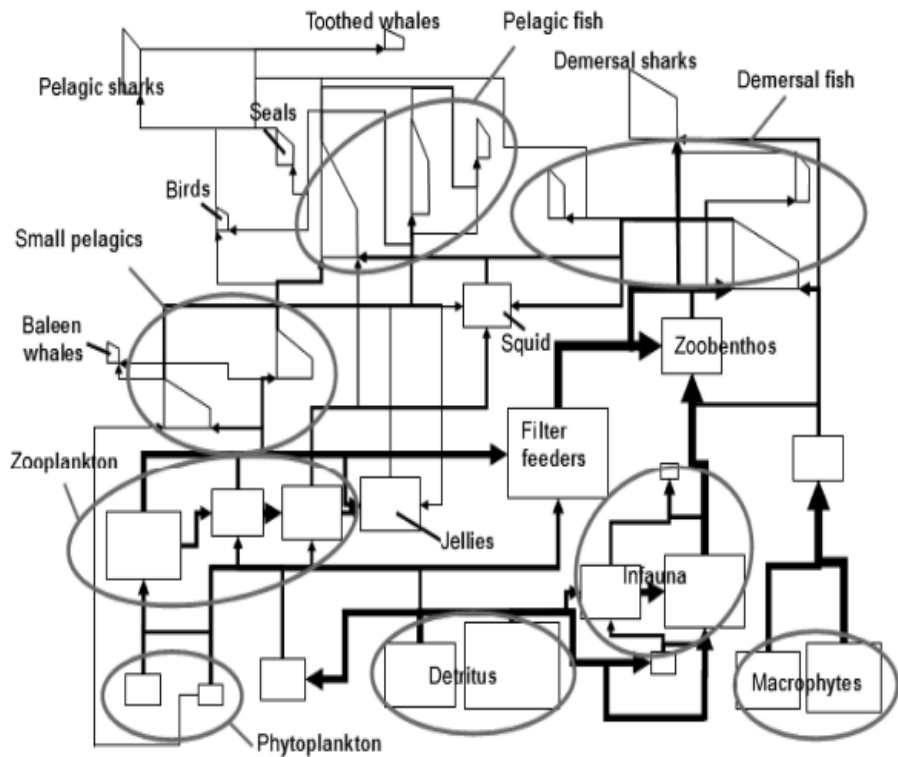 Toothed whales
Pelagic fish
Demersal sharks
Demersal fish
Pelagic sharks
Seals
Birds
Small pelagics
Baleen
whales
Squid
Zoobenthos
Filter
feeders
Zooplankton
Jellies
Infauna
Detritus
Macrophytes
Phytoplankton